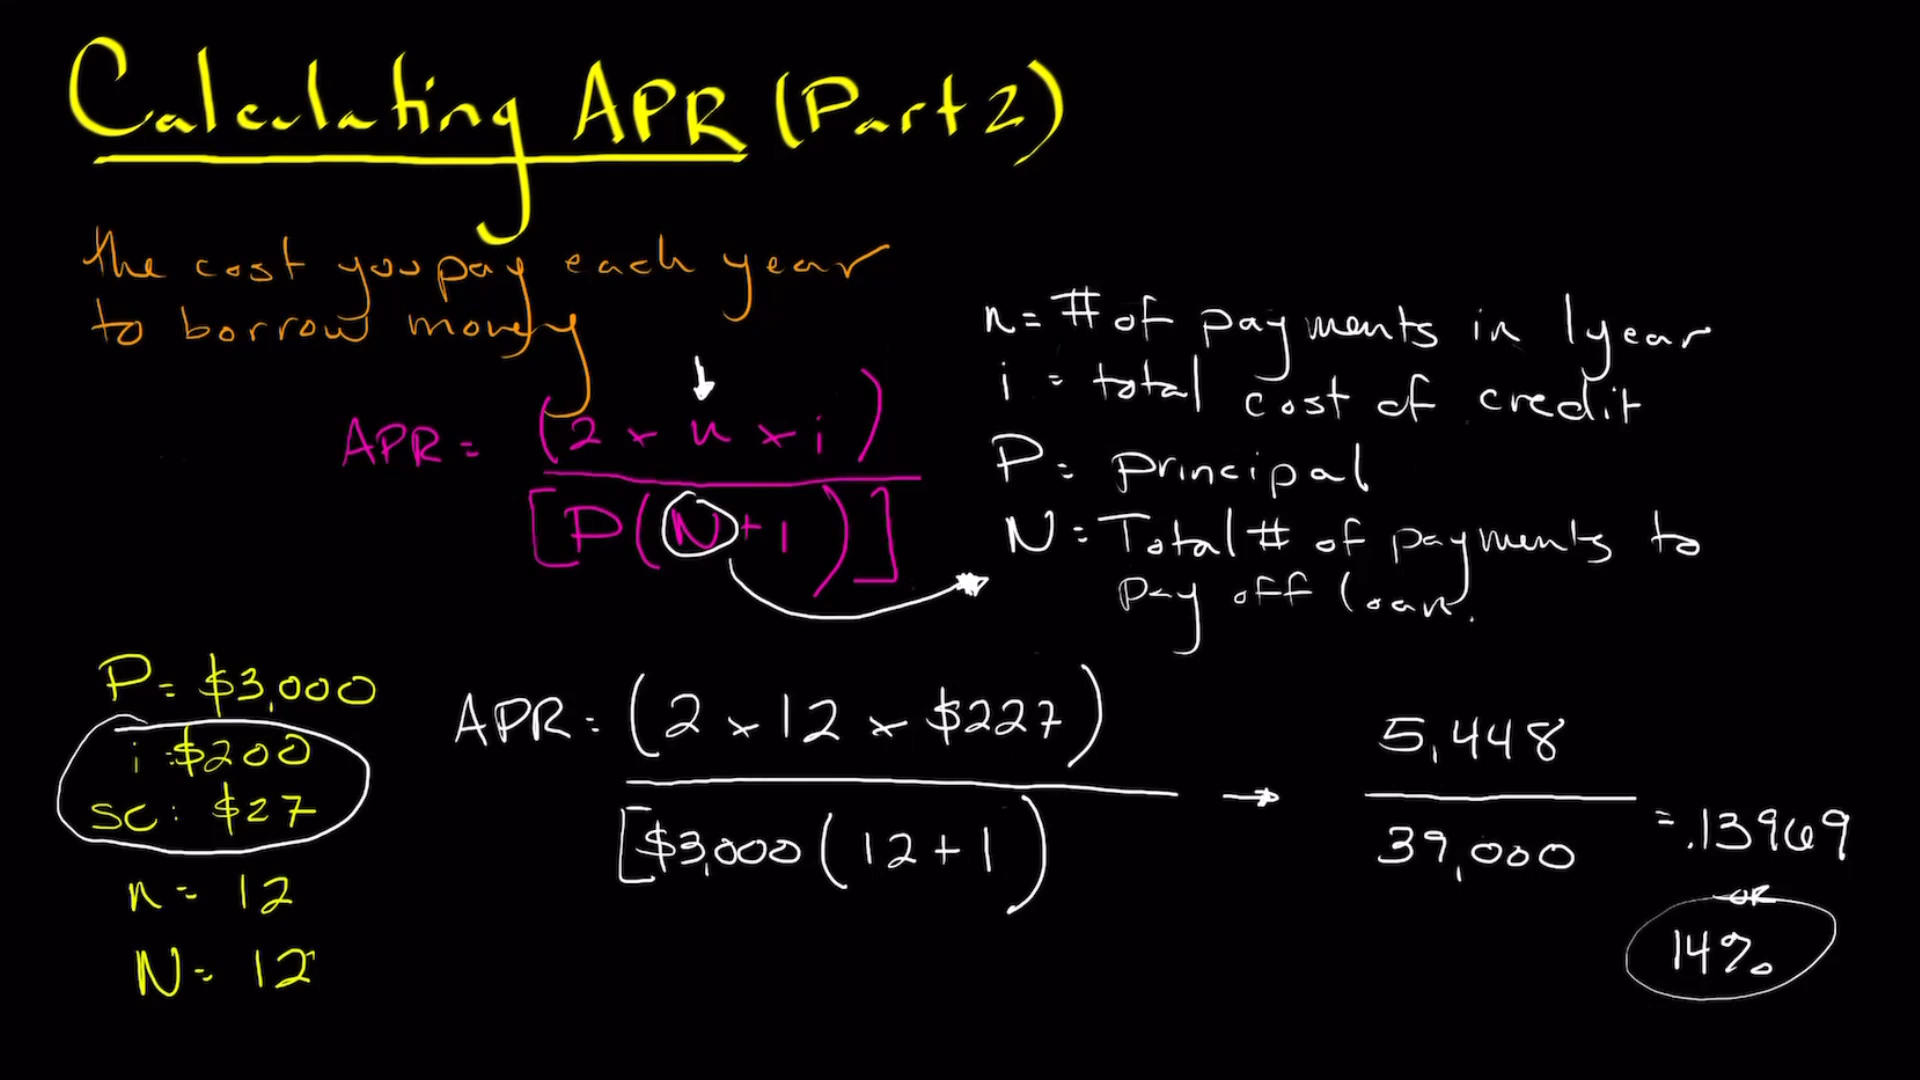 Calculating APR (Part 2)
the cost you pay each year
to borrow money
n = # of payments in 1 year
i = total cost of credit
P = principal
N = Total # of payments to
pay off loan.
APR = (2 x n x i)
[P(N+1)]
P = $3,000
i = $200
SC: $27
n = 12
N = 12
APR = (2 x 12 x $227)
[$3,000 (12+1)
→
5,448
39,000
= .13969
OR
14%